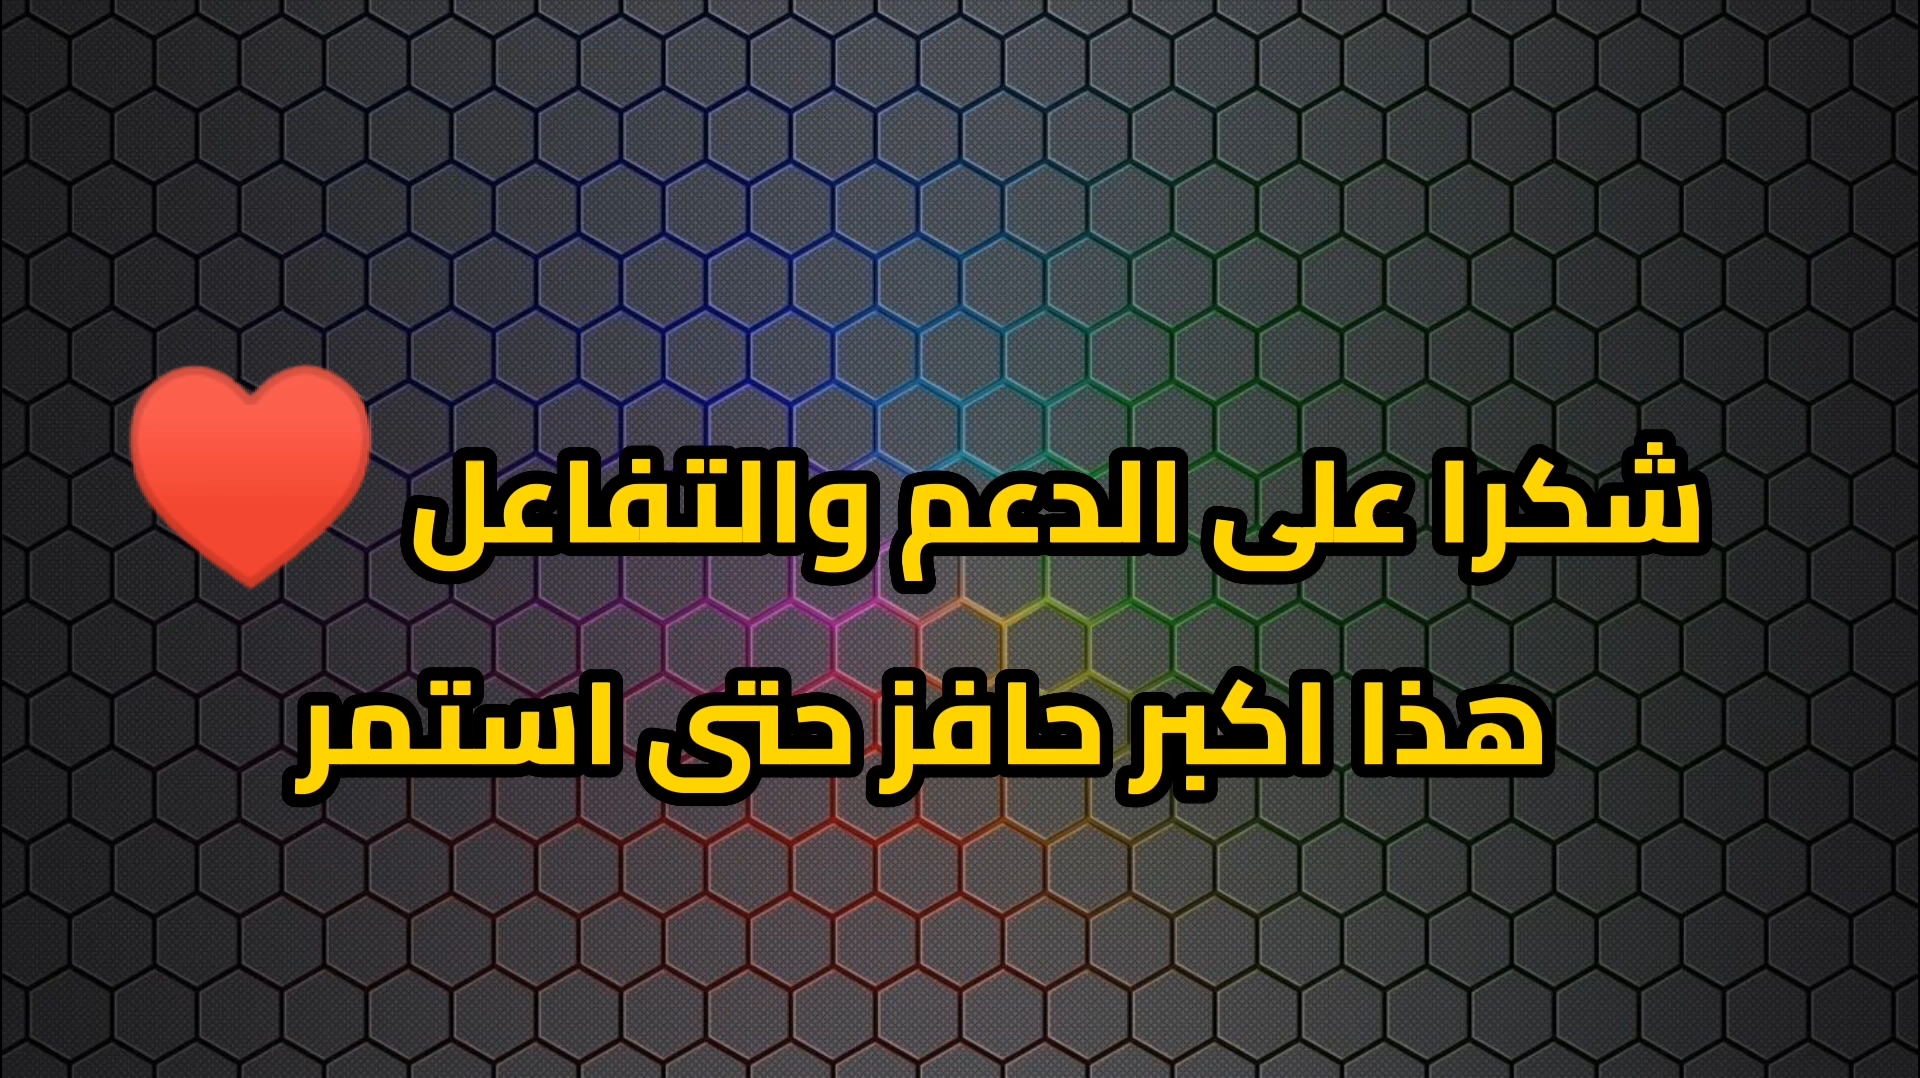 شكرا على الدعم والتفاعل ♥
هذا اكبر حافز حتى استمر